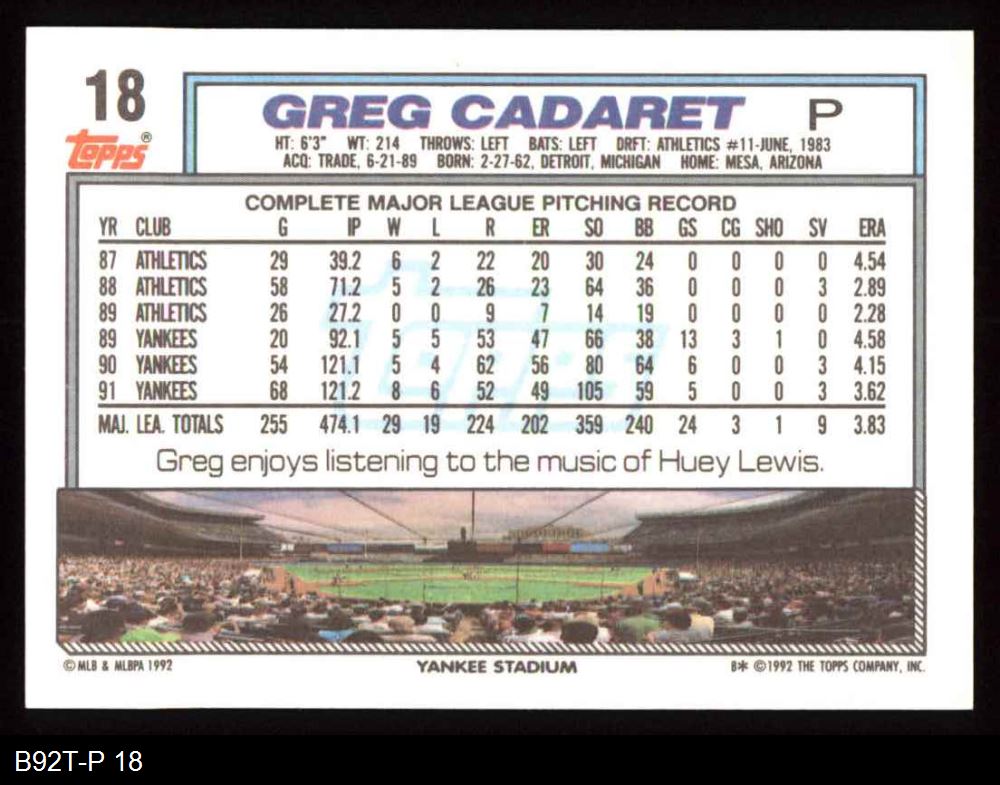 18
Topps®
GREG CADARET P
HT: 6'3" WT: 214 THROWS: LEFT BATS: LEFT DRFT: ATHLETICS #11-JUNE, 1983
ACQ: TRADE, 6-21-89 BORN: 2-27-62, DETROIT, MICHIGAN HOME: MESA, ARIZONA
COMPLETE MAJOR LEAGUE PITCHING RECORD
YR CLUB G IP W L R ER SO BB GS CG SHO SV ERA
87 ATHLETICS 29 39.2 6 2 22 20 30 24 0 0 0 0 4.54
88 ATHLETICS 58 71.2 5 2 26 23 64 36 0 0 0 3 2.89
89 ATHLETICS 26 27.2 0 0 9 7 14 19 0 0 0 0 2.28
89 YANKEES 20 92.1 5 5 53 47 66 38 13 3 1 0 4.58
90 YANKEES 54 121.1 5 4 62 56 80 64 6 0 0 3 4.15
91 YANKEES 68 121.2 8 6 52 49 105 59 5 0 0 3 3.62
MAJ. LEA. TOTALS 255 474.1 29 19 224 202 359 240 24 3 1 9 3.83
Greg enjoys listening to the music of Huey Lewis.
© MLB & MLBPA 1992 YANKEE STADIUM B* ©1992 THE TOPPS COMPANY, INC.
B92T-P 18